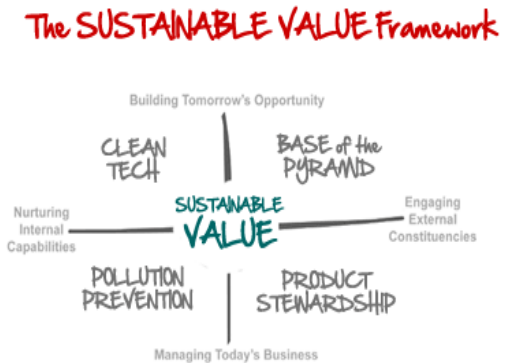 The SUSTAINABLE VALUE Framework
Building Tomorrow's Opportunity
CLEAN
TECH
BASE of the
PYRAMID
Nurturing
Internal
Capabilities
SUSTAINABLE
VALUE
Engaging
External
Constituencies
POLLUTION
PREVENTION
PRODUCT
STEWARDSHIP
Managing Today's Business